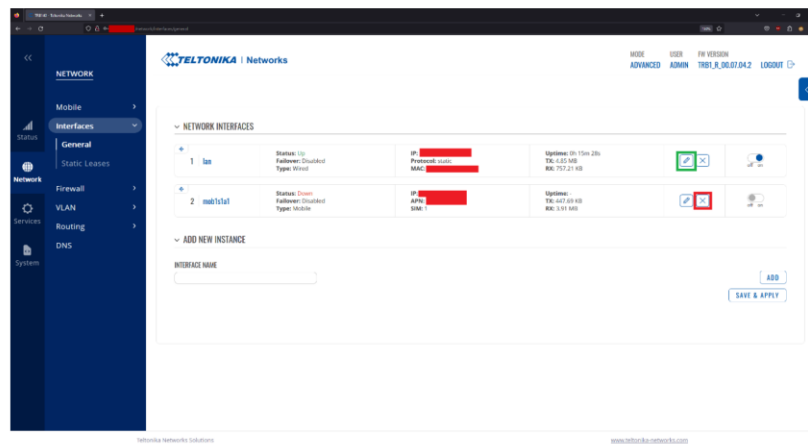 TELTONIKA | Networks
MODE USER FW VERSION
ADVANCED ADMIN TRB1_R_00.07.04.2 LOGOUT
NETWORK
Mobile
Interfaces
General
Static Leases
Firewall
VLAN
Routing
DNS
Status
Network
Services
System
NETWORK INTERFACES
1 lan
Status: Up
Failover: Disabled
Type: Wired
IP:
Protocol: static
MAC:
Uptime: 0h 15m 28s
TX: 4.85 MB
RX: 757.21 KB
off on
2 mob1s1a1
Status: Down
Failover: Disabled
Type: Mobile
IP:
APN:
SIM: 1
Uptime: -
TX: 447.69 KB
RX: 3.91 MB
off on
ADD NEW INSTANCE
INTERFACE NAME
ADD
SAVE & APPLY
Teltonika Networks Solutions
www.teltonika-networks.com